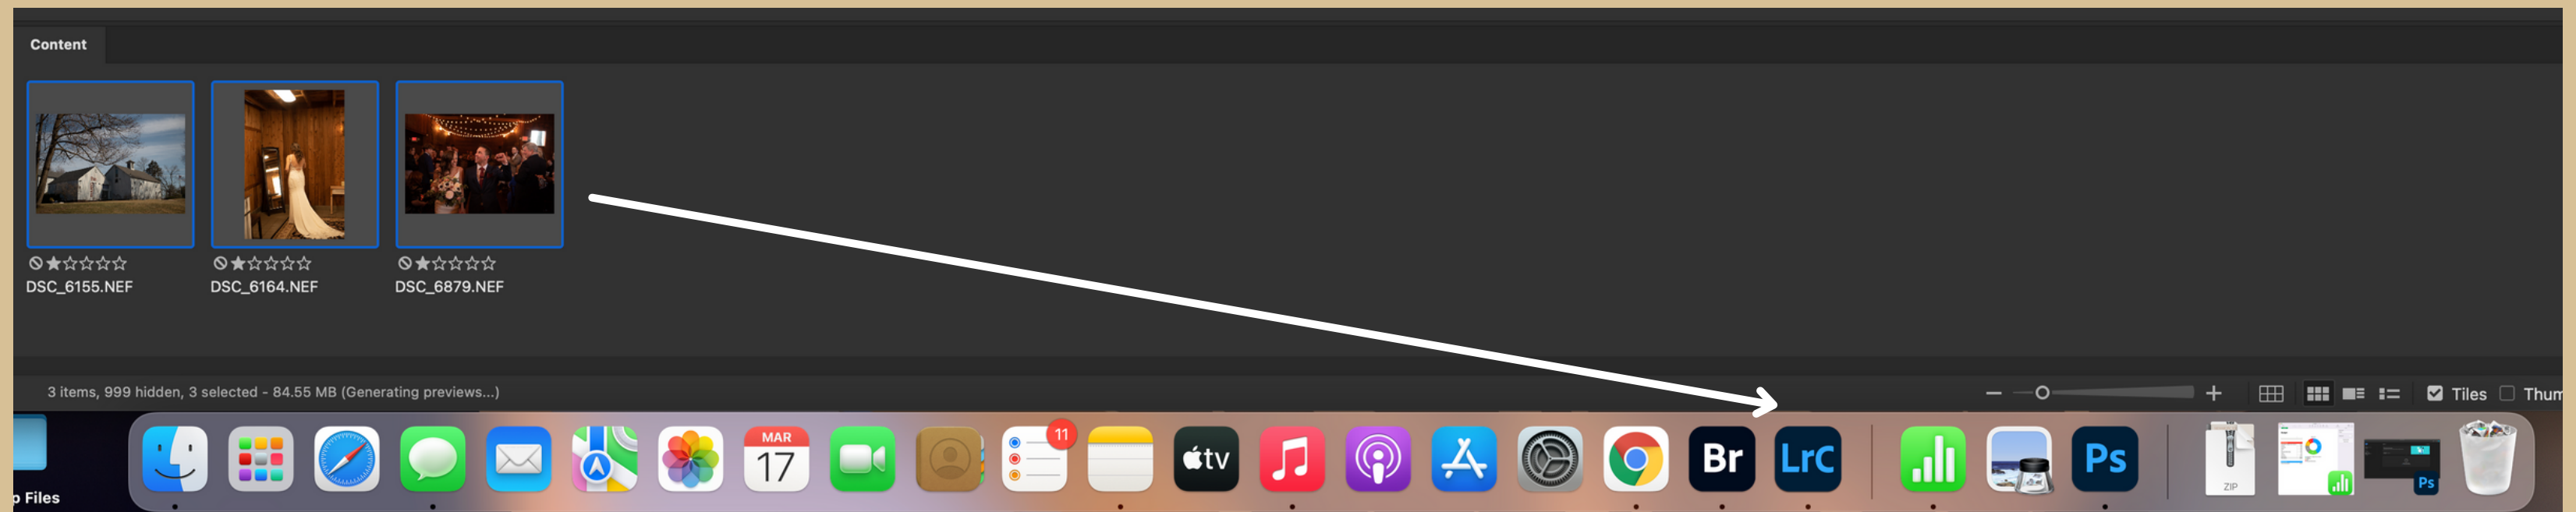 Content
DSC_6155.NEF
DSC_6164.NEF
DSC_6879.NEF
3 items, 999 hidden, 3 selected - 84.55 MB (Generating previews...)
Tiles
Thum
p Files
MAR
17
11
tv
Br
LrC
Ps
ZIP
Ps